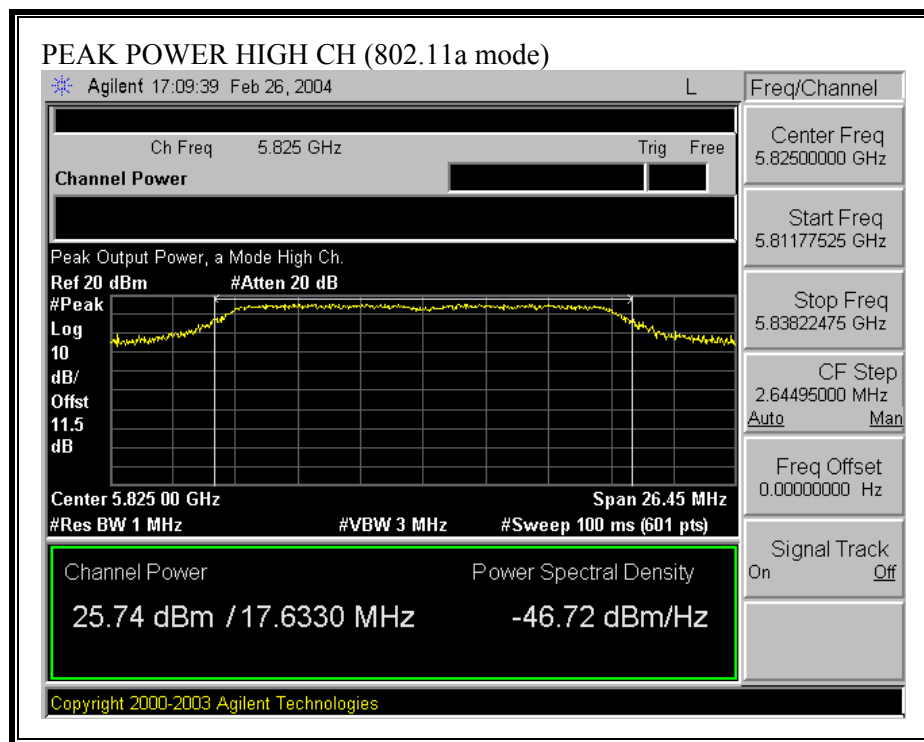 PEAK POWER HIGH CH (802.11a mode)
Agilent 17:09:39 Feb 26, 2004 L
Freq/Channel
Ch Freq 5.825 GHz Trig Free
Channel Power
Center Freq
5.82500000 GHz
Start Freq
5.81177525 GHz
Stop Freq
5.83822475 GHz
CF Step
2.64495000 MHz
Auto Man
Freq Offset
0.00000000 Hz
Signal Track
On Off
Peak Output Power, a Mode High Ch.
Ref 20 dBm #Atten 20 dB
#Peak
Log
10
dB/
Offst
11.5
dB
Center 5.825 00 GHz Span 26.45 MHz
#Res BW 1 MHz #VBW 3 MHz #Sweep 100 ms (601 pts)
Channel Power Power Spectral Density
25.74 dBm / 17.6330 MHz -46.72 dBm/Hz
Copyright 2000-2003 Agilent Technologies